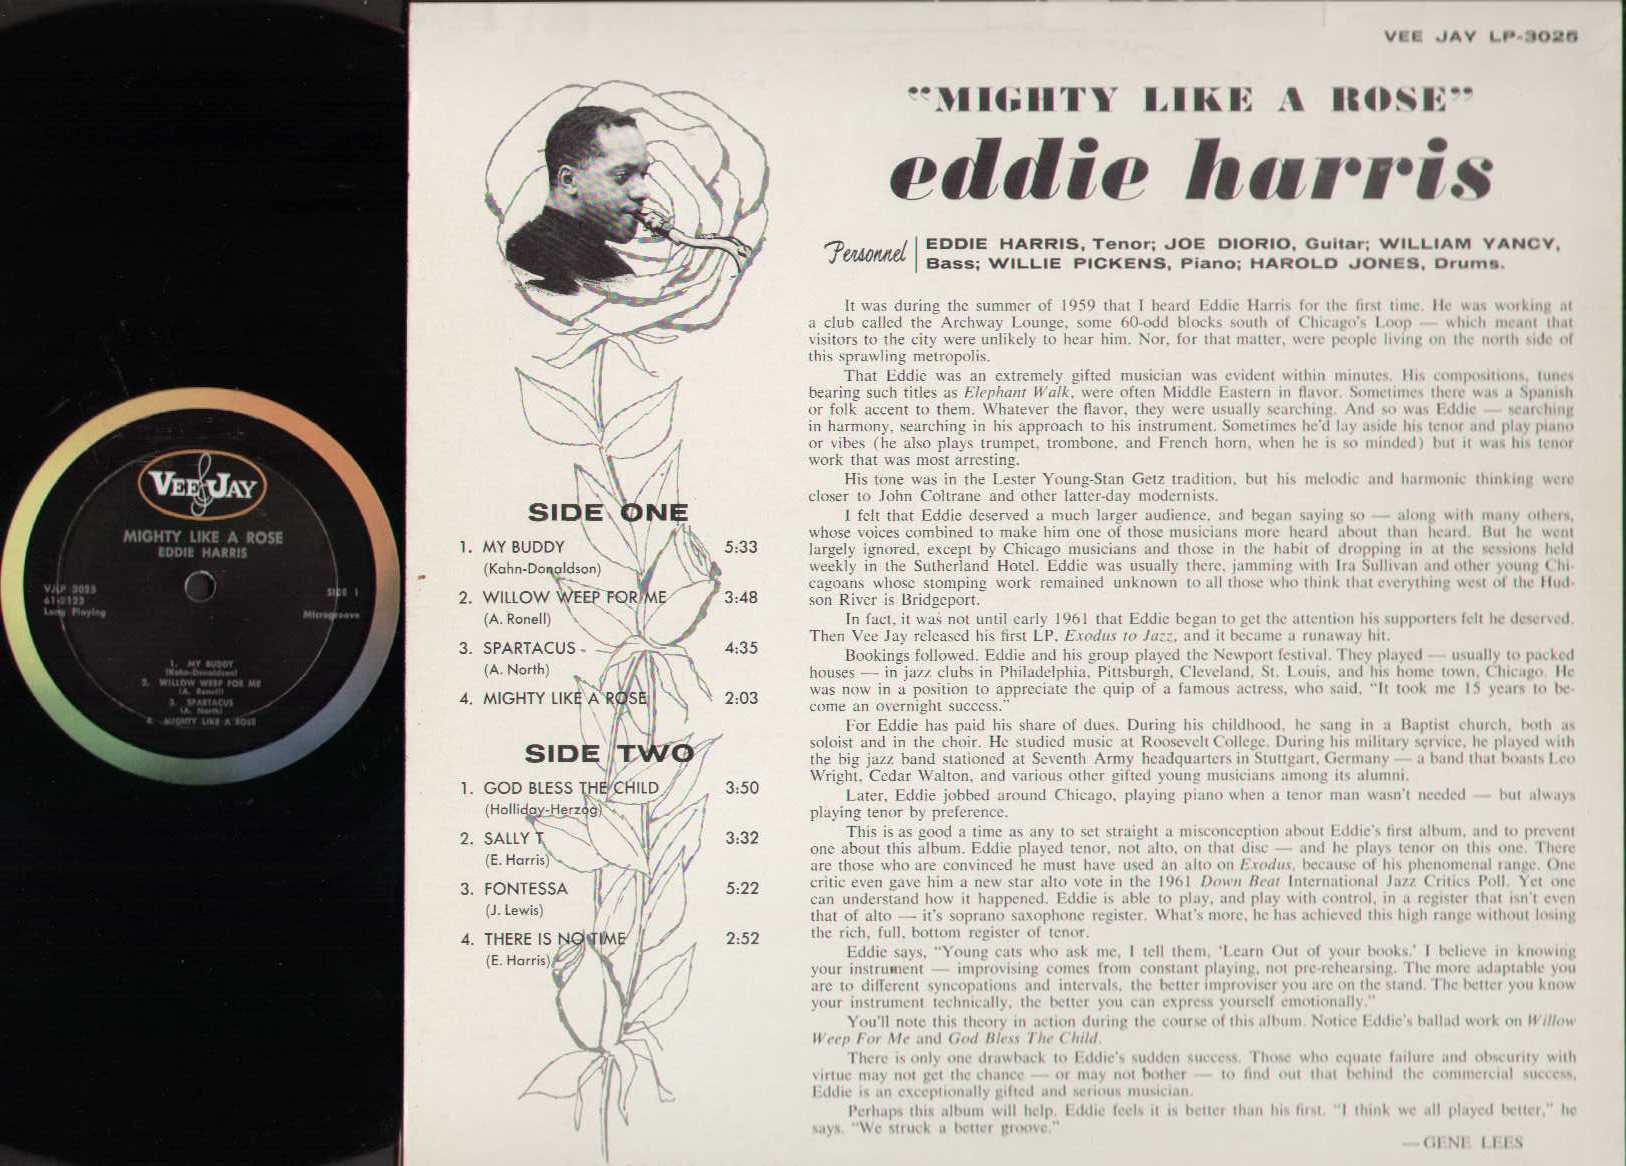 VEE JAY
MIGHTY LIKE A ROSE
EDDIE HARRIS
VJLP 3025
61-2123
Long Playing
SIDE 1
Microgroove
1. MY BUDDY
(Kahn-Donaldson)
2. WILLOW WEEP FOR ME
(A. Ronell)
3. SPARTACUS
(A. North)
4. MIGHTY LIKE A ROSE
SIDE ONE
1. MY BUDDY 5:33
(Kahn-Donaldson)
2. WILLOW WEEP FOR ME 3:48
(A. Ronell)
3. SPARTACUS - 4:35
(A. North)
4. MIGHTY LIKE A ROSE 2:03
SIDE TWO
1. GOD BLESS THE CHILD 3:50
(Holliday-Herzog)
2. SALLY T 3:32
(E. Harris)
3. FONTESSA 5:22
(J. Lewis)
4. THERE IS NO TIME 2:52
(E. Harris)
VEE JAY LP-3025
"MIGHTY LIKE A ROSE"
eddie harris
Personnel
EDDIE HARRIS, Tenor; JOE DIORIO, Guitar; WILLIAM YANCY,
Bass; WILLIE PICKENS, Piano; HAROLD JONES, Drums.
It was during the summer of 1959 that I heard Eddie Harris for the first time. He was working at
a club called the Archway Lounge, some 60-odd blocks south of Chicago's Loop — which meant that
visitors to the city were unlikely to hear him. Nor, for that matter, were people living on the north side of
this sprawling metropolis.
That Eddie was an extremely gifted musician was evident within minutes. His compositions, tunes
bearing such titles as Elephant Walk, were often Middle Eastern in flavor. Sometimes there was a Spanish
or folk accent to them. Whatever the flavor, they were usually searching. And so was Eddie — searching
in harmony, searching in his approach to his instrument. Sometimes he'd lay aside his tenor and play piano
or vibes (he also plays trumpet, trombone, and French horn, when he is so minded) but it was his tenor
work that was most arresting.
His tone was in the Lester Young-Stan Getz tradition, but his melodic and harmonic thinking were
closer to John Coltrane and other latter-day modernists.
I felt that Eddie deserved a much larger audience, and began saying so — along with many others,
whose voices combined to make him one of those musicians more heard about than heard. But he went
largely ignored, except by Chicago musicians and those in the habit of dropping in at the sessions held
weekly in the Sutherland Hotel. Eddie was usually there, jamming with Ira Sullivan and other young Chi-
cagoans whose stomping work remained unknown to all those who think that everything west of the Hud-
son River is Bridgeport.
In fact, it was not until early 1961 that Eddie began to get the attention his supporters felt he deserved.
Then Vee Jay released his first LP, Exodus to Jazz, and it became a runaway hit.
Bookings followed. Eddie and his group played the Newport festival. They played — usually to packed
houses — in jazz clubs in Philadelphia, Pittsburgh, Cleveland, St. Louis, and his home town, Chicago. He
was now in a position to appreciate the quip of a famous actress, who said, "It took me 15 years to be-
come an overnight success."
For Eddie has paid his share of dues. During his childhood, he sang in a Baptist church, both as
soloist and in the choir. He studied music at Roosevelt College. During his military service, he played with
the big jazz band stationed at Seventh Army headquarters in Stuttgart, Germany — a band that boasts Leo
Wright, Cedar Walton, and various other gifted young musicians among its alumni.
Later, Eddie jobbed around Chicago, playing piano when a tenor man wasn't needed — but always
playing tenor by preference.
This is as good a time as any to set straight a misconception about Eddie's first album, and to prevent
one about this album. Eddie played tenor, not alto, on that disc — and he plays tenor on this one. There
are those who are convinced he must have used an alto on Exodus, because of his phenomenal range. One
critic even gave him a new star alto vote in the 1961 Down Beat International Jazz Critics Poll. Yet one
can understand how it happened. Eddie is able to play, and play with control, in a register that isn't even
that of alto — it's soprano saxophone register. What's more, he has achieved this high range without losing
the rich, full, bottom register of tenor.
Eddie says, "Young cats who ask me, I tell them, 'Learn Out of your books.' I believe in knowing
your instrument — improvising comes from constant playing, not pre-rehearsing. The more adaptable you
are to different syncopations and intervals, the better improviser you are on the stand. The better you know
your instrument technically, the better you can express yourself emotionally."
You'll note this theory in action during the course of this album. Notice Eddie's ballad work on Willow
Weep For Me and God Bless The Child.
There is only one drawback to Eddie's sudden success. Those who equate failure and obscurity with
virtue may not get the chance — or may not bother — to find out that behind the commercial success,
Eddie is an exceptionally gifted and serious musician.
Perhaps this album will help. Eddie feels it is better than his first. "I think we all played better," he
says. "We struck a better groove."
—GENE LEES